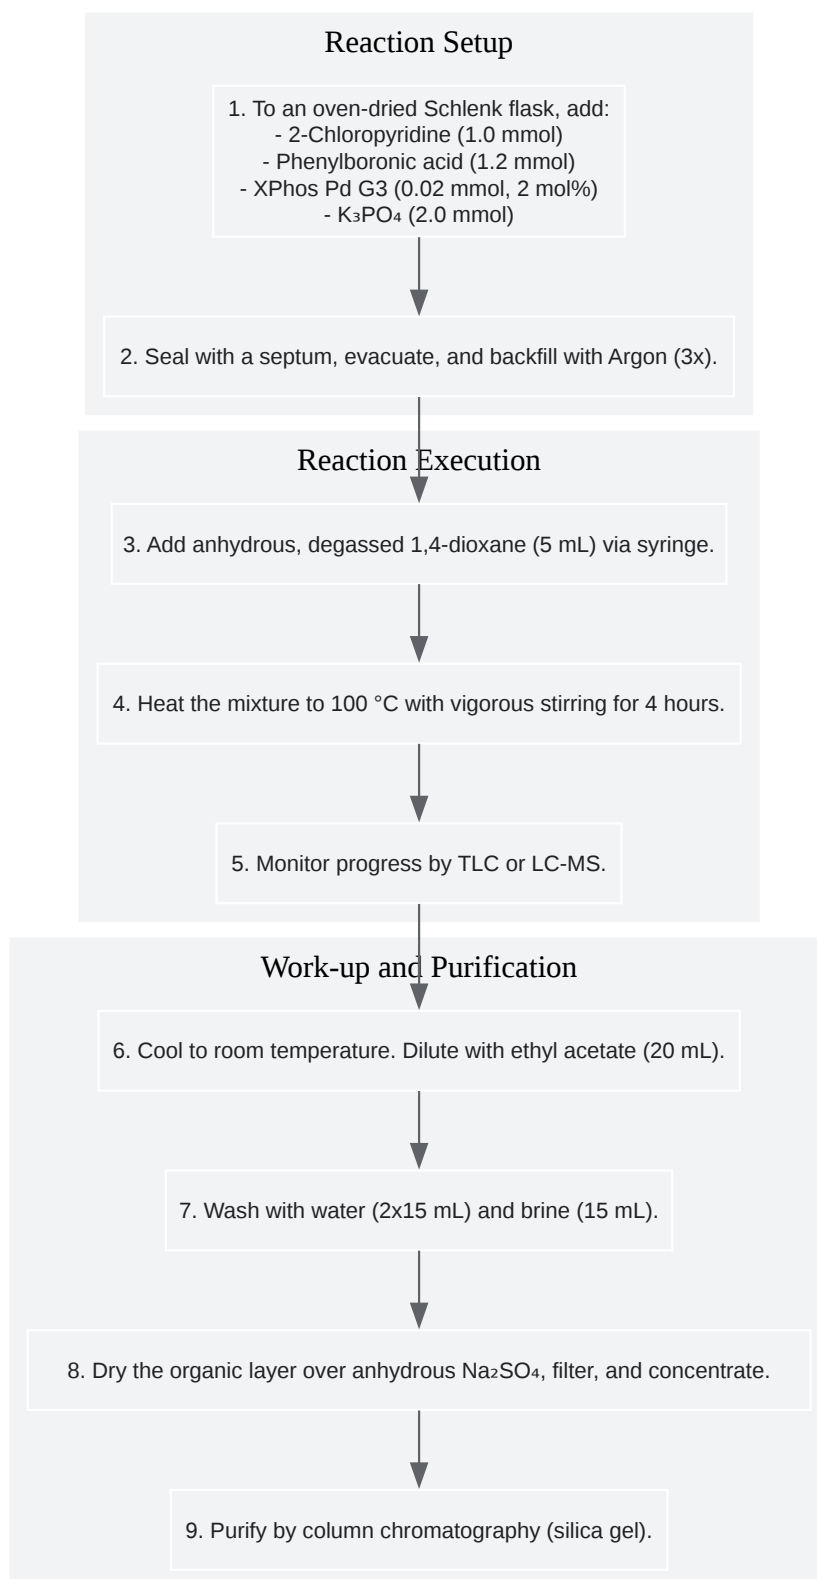 Reaction Setup
1. To an oven-dried Schlenk flask, add:
- 2-Chloropyridine (1.0 mmol)
- Phenylboronic acid (1.2 mmol)
- XPhos Pd G3 (0.02 mmol, 2 mol%)
- K₃PO₄ (2.0 mmol)
2. Seal with a septum, evacuate, and backfill with Argon (3x).
Reaction Execution
3. Add anhydrous, degassed 1,4-dioxane (5 mL) via syringe.
4. Heat the mixture to 100 °C with vigorous stirring for 4 hours.
5. Monitor progress by TLC or LC-MS.
Work-up and Purification
6. Cool to room temperature. Dilute with ethyl acetate (20 mL).
7. Wash with water (2x15 mL) and brine (15 mL).
8. Dry the organic layer over anhydrous Na₂SO₄, filter, and concentrate.
9. Purify by column chromatography (silica gel).